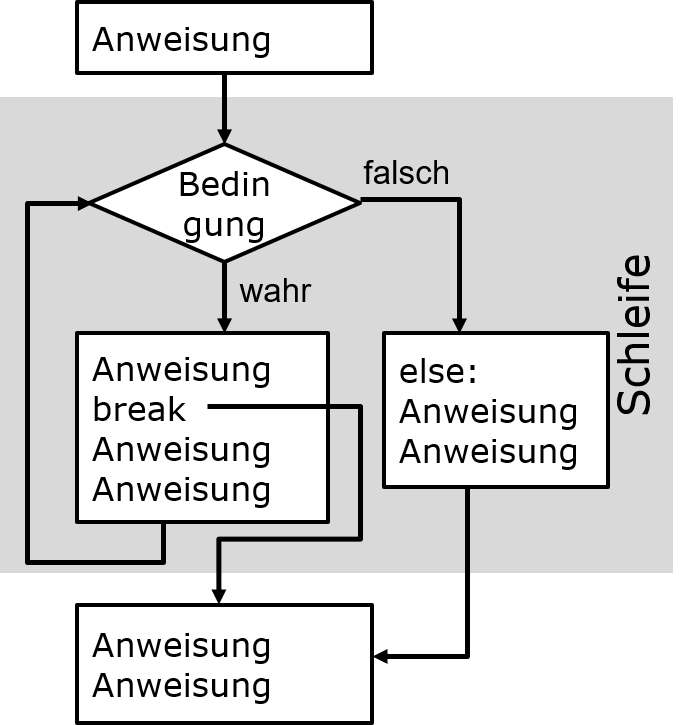 Anweisung
Bedin
gung
falsch
wahr
Anweisung
break
Anweisung
Anweisung
else:
Anweisung
Anweisung
Schleife
Anweisung
Anweisung